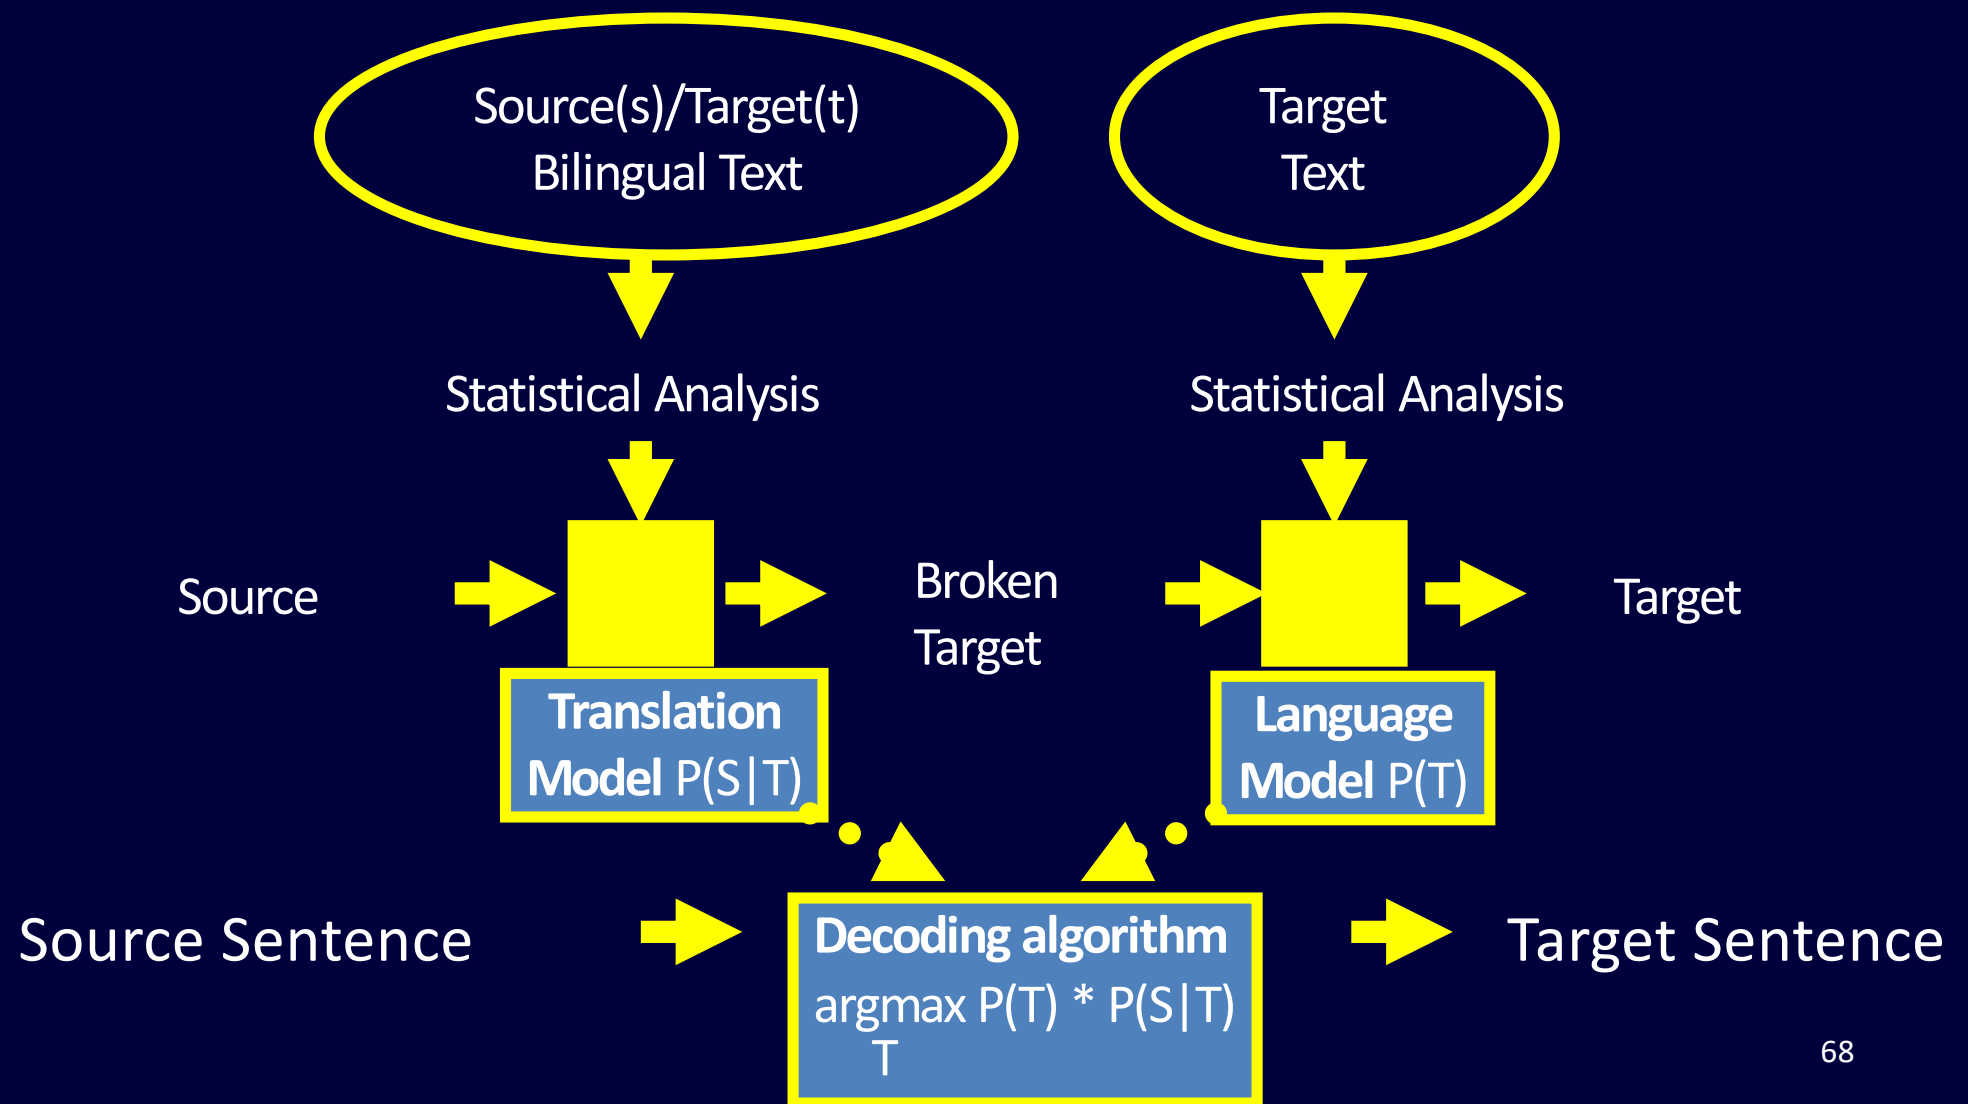 Source(s)/Target(t)
Bilingual Text
Target
Text
Statistical Analysis
Statistical Analysis
Source
Broken
Target
Target
Translation
Model P(S|T)
Language
Model P(T)
Source Sentence
Decoding algorithm
argmax P(T) * P(S|T)
T
Target Sentence
68